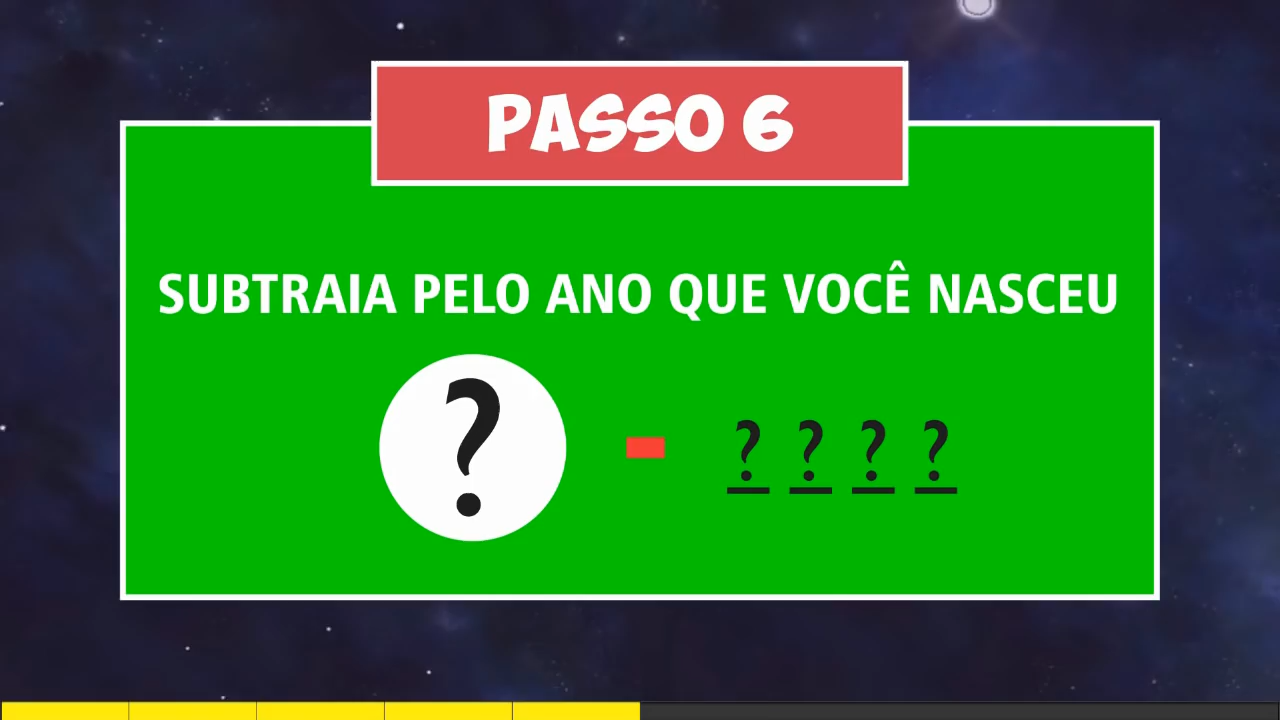 PASSO 6
SUBTRAIA PELO ANO QUE VOCÊ NASCEU
? - ? ? ? ?